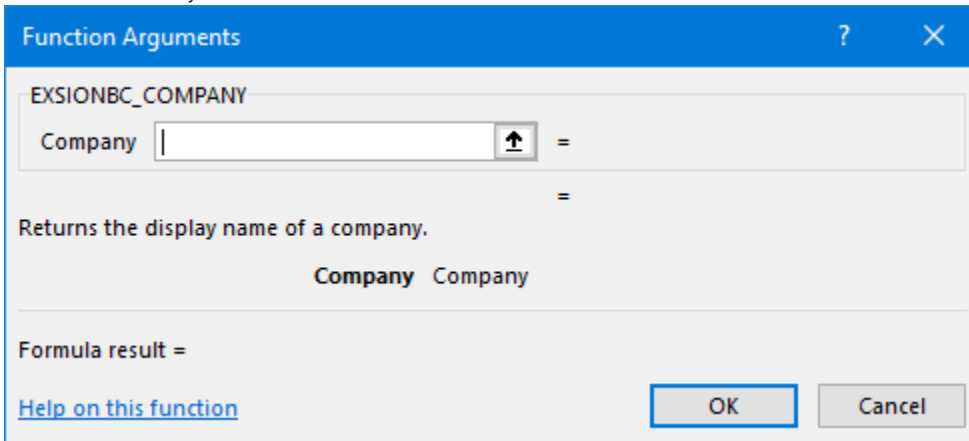 Function Arguments ? ×
EXSIONBC_COMPANY
Company =
=
Returns the display name of a company.
Company Company
Formula result =
Help on this function OK Cancel